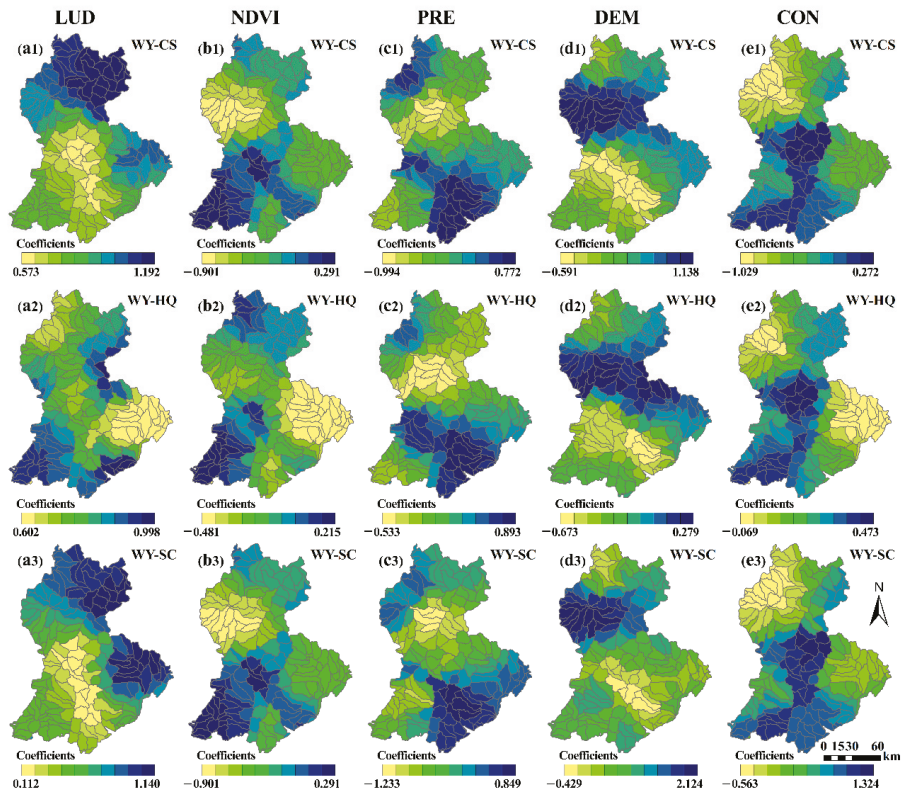 LUD NDVI PRE DEM CON
(a1) WY-CS (b1) WY-CS (c1) WY-CS (d1) WY-CS (e1) WY-CS
Coefficients Coefficients Coefficients Coefficients Coefficients
0.573 1.192 −0.901 0.291 −0.994 0.772 −0.591 1.138 −1.029 0.272
(a2) WY-HQ (b2) WY-HQ (c2) WY-HQ (d2) WY-HQ (e2) WY-HQ
Coefficients Coefficients Coefficients Coefficients Coefficients
0.602 0.998 −0.481 0.215 −0.533 0.893 −0.673 0.279 −0.069 0.473
(a3) WY-SC (b3) WY-SC (c3) WY-SC (d3) WY-SC (e3) WY-SC
N
0 1530 60
km
Coefficients Coefficients Coefficients Coefficients Coefficients
0.112 1.140 −0.901 0.291 −1.233 0.849 −0.429 2.124 −0.563 1.324